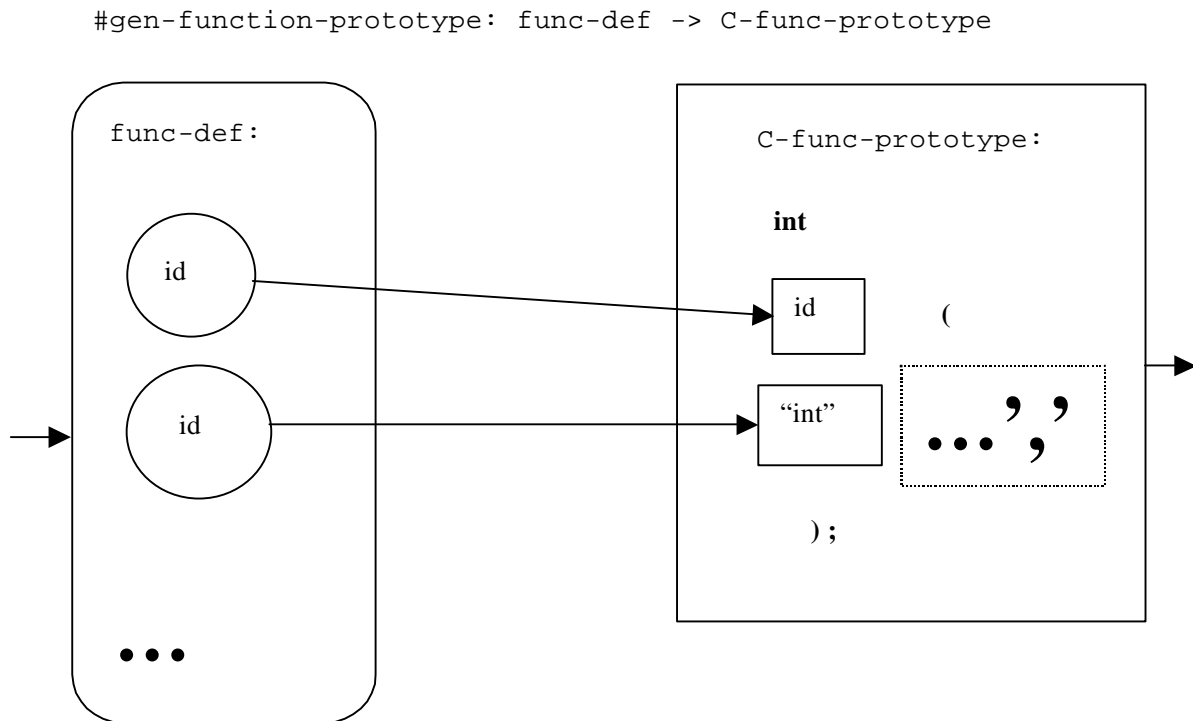 #gen-function-prototype: func-def -> C-func-prototype
func-def:
id
id
•••
C-func-prototype:
int
id (
“int” ...’,’
) ;